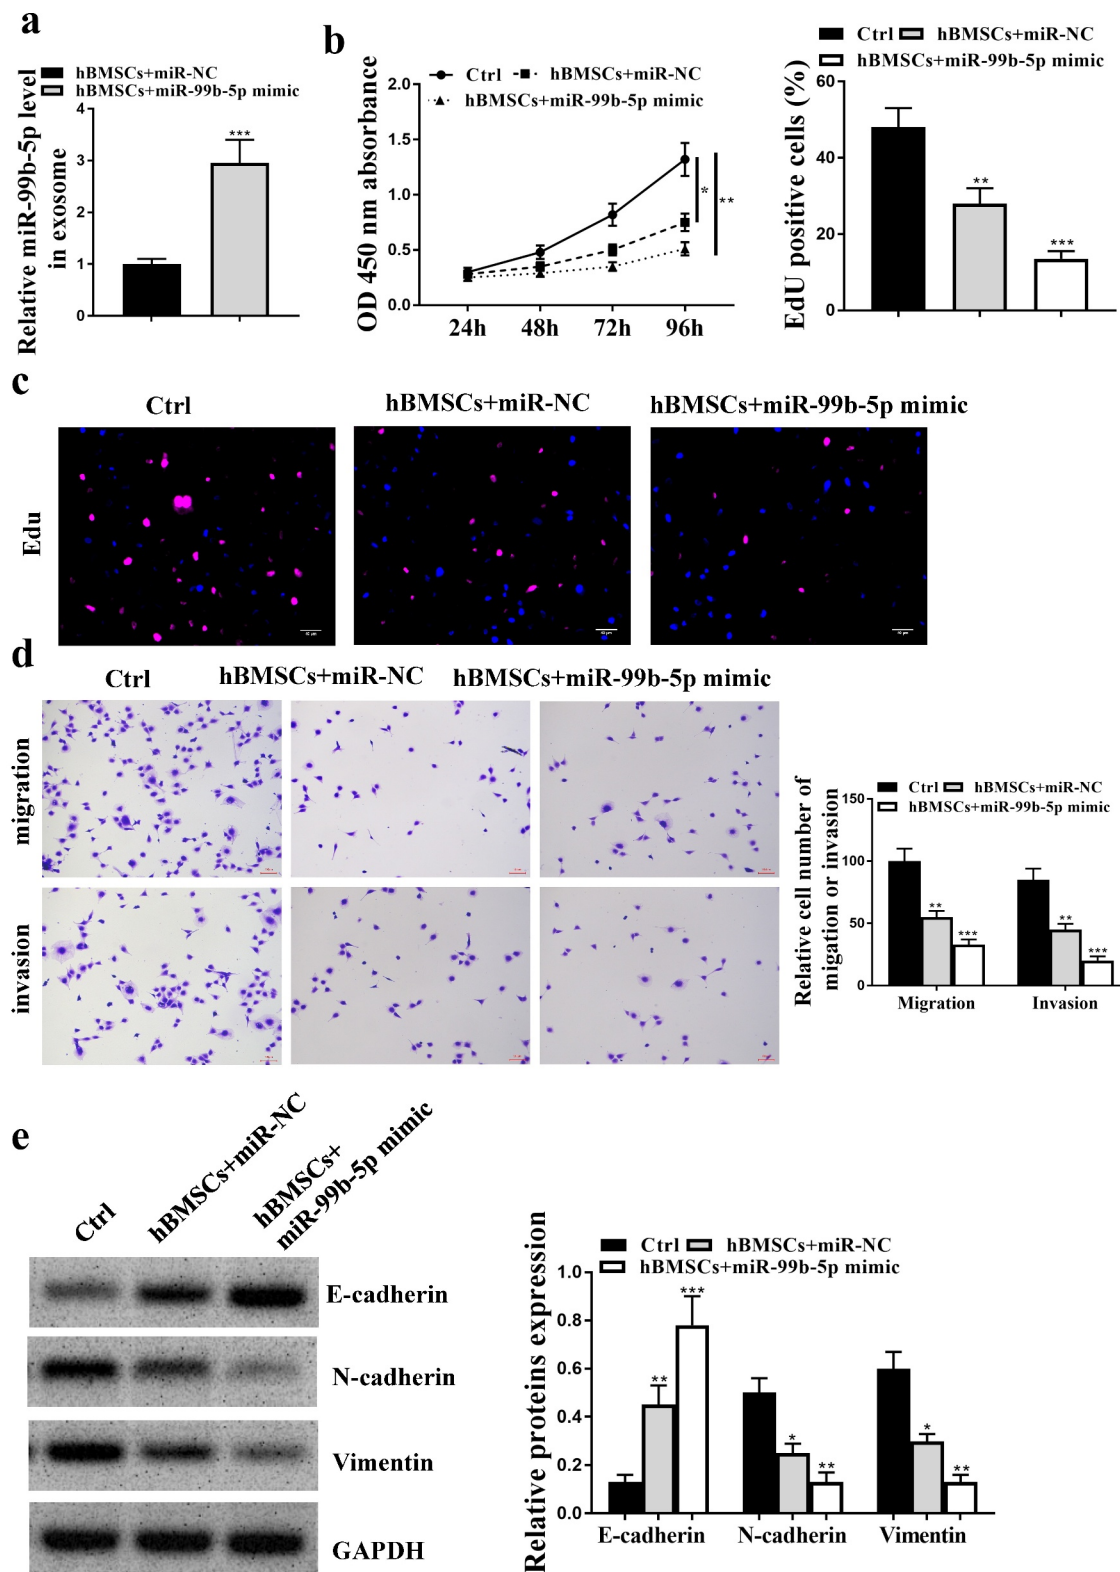 a
hBMSCs+miR-NC
hBMSCs+miR-99b-5p mimic
Relative miR-99b-5p level
in exosome
4
3
2
1
0
***
b
Ctrl
hBMSCs+miR-NC
hBMSCs+miR-99b-5p mimic
OD 450 nm absorbance
2.0
1.5
1.0
0.5
0.0
24h 48h 72h 96h
*
**
Ctrl hBMSCs+miR-NC
hBMSCs+miR-99b-5p mimic
EdU positive cells (%)
60
40
20
0
**
***
c
Ctrl
hBMSCs+miR-NC
hBMSCs+miR-99b-5p mimic
Edu
d
Ctrl
hBMSCs+miR-NC
hBMSCs+miR-99b-5p mimic
migration
invasion
Ctrl hBMSCs+miR-NC
hBMSCs+miR-99b-5p mimic
Relative cell number of
migation or invasion
150
100
50
0
**
***
**
***
Migration Invasion
e
Ctrl
hBMSCs+miR-NC
hBMSCs+
miR-99b-5p mimic
E-cadherin
N-cadherin
Vimentin
GAPDH
Ctrl hBMSCs+miR-NC
hBMSCs+miR-99b-5p mimic
Relative proteins expression
1.0
0.8
0.6
0.4
0.2
0.0
**
***
*
**
*
**
E-cadherin N-cadherin Vimentin